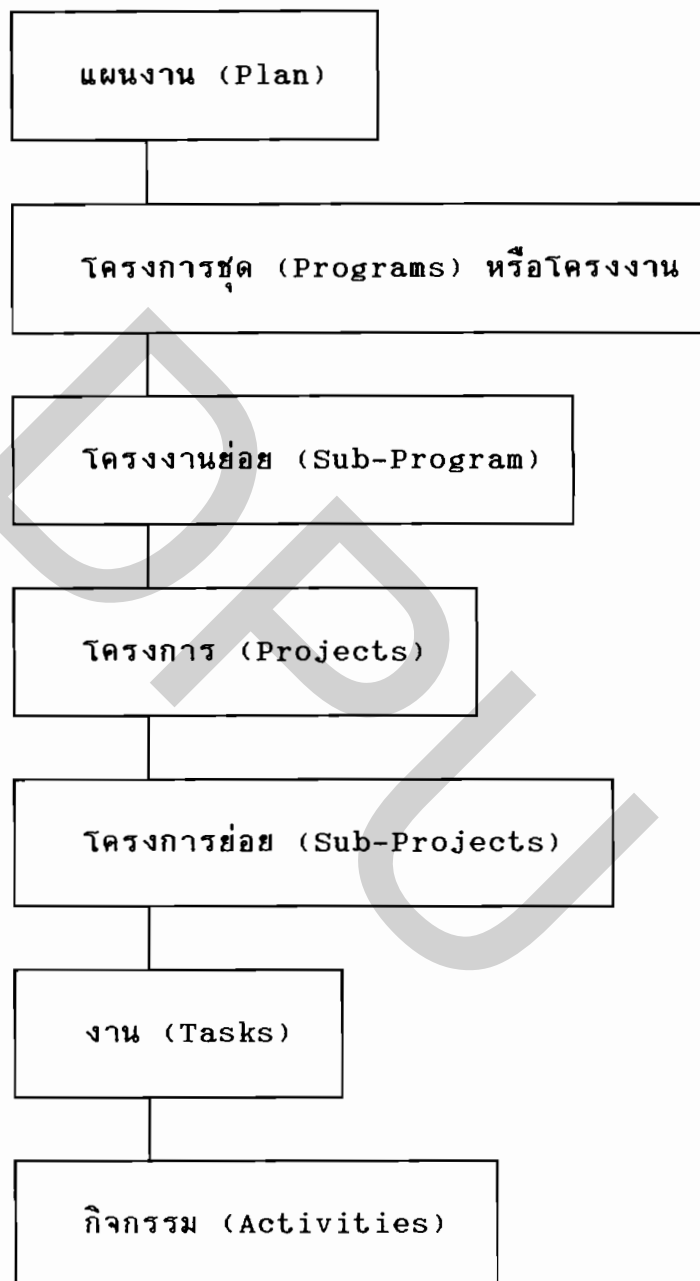 แผนงาน (Plan)
โครงการชุด (Programs) หรือโครงงาน
โครงงานย่อย (Sub-Program)
โครงการ (Projects)
โครงการย่อย (Sub-Projects)
งาน (Tasks)
กิจกรรม (Activities)
DPU